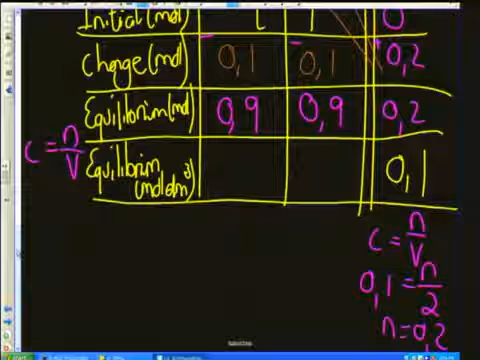 Initial(mol) 1 1 0
Change(mol) 0,1 0,1 0,2
Equilibrium(mol) 0,9 0,9 0,2
c = n/V
Equilibrium (mol dm³) 0,1
c = n/V
0,1 = n/2
n = 0,2